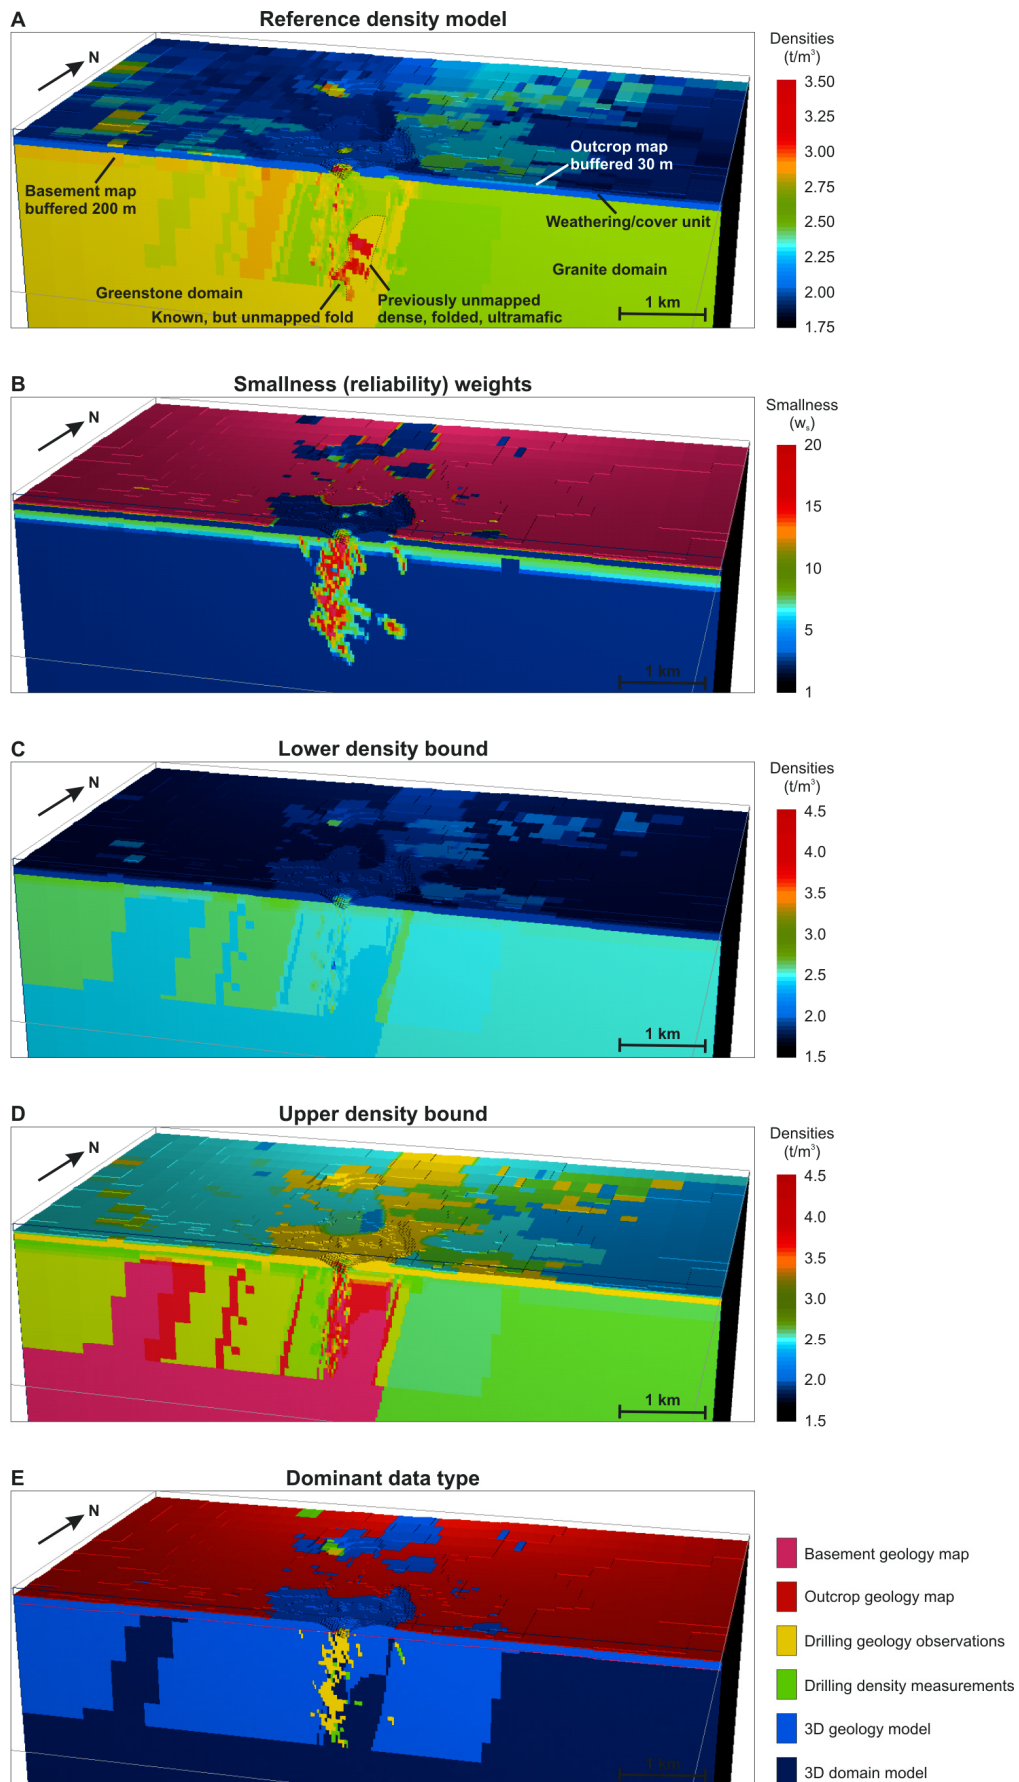 A
Reference density model
N
Basement map
buffered 200 m
Outcrop map
buffered 30 m
Weathering/cover unit
Granite domain
Greenstone domain
Known, but unmapped fold
Previously unmapped
dense, folded, ultramafic
1 km
Densities
(t/m³)
3.50
3.00
2.75
2.50
2.25
2.00
1.75
B
Smallness (reliability) weights
N
1 km
Smallness
(wₛ)
20
15
10
5
1
C
Lower density bound
N
1 km
Densities
(t/m³)
4.5
4.0
3.5
3.0
2.5
2.0
1.5
D
Upper density bound
N
1 km
Densities
(t/m³)
4.5
4.0
3.5
3.0
2.5
2.0
1.5
E
Dominant data type
N
1 km
Basement geology map
Outcrop geology map
Drilling geology observations
Drilling density measurements
3D geology model
3D domain model